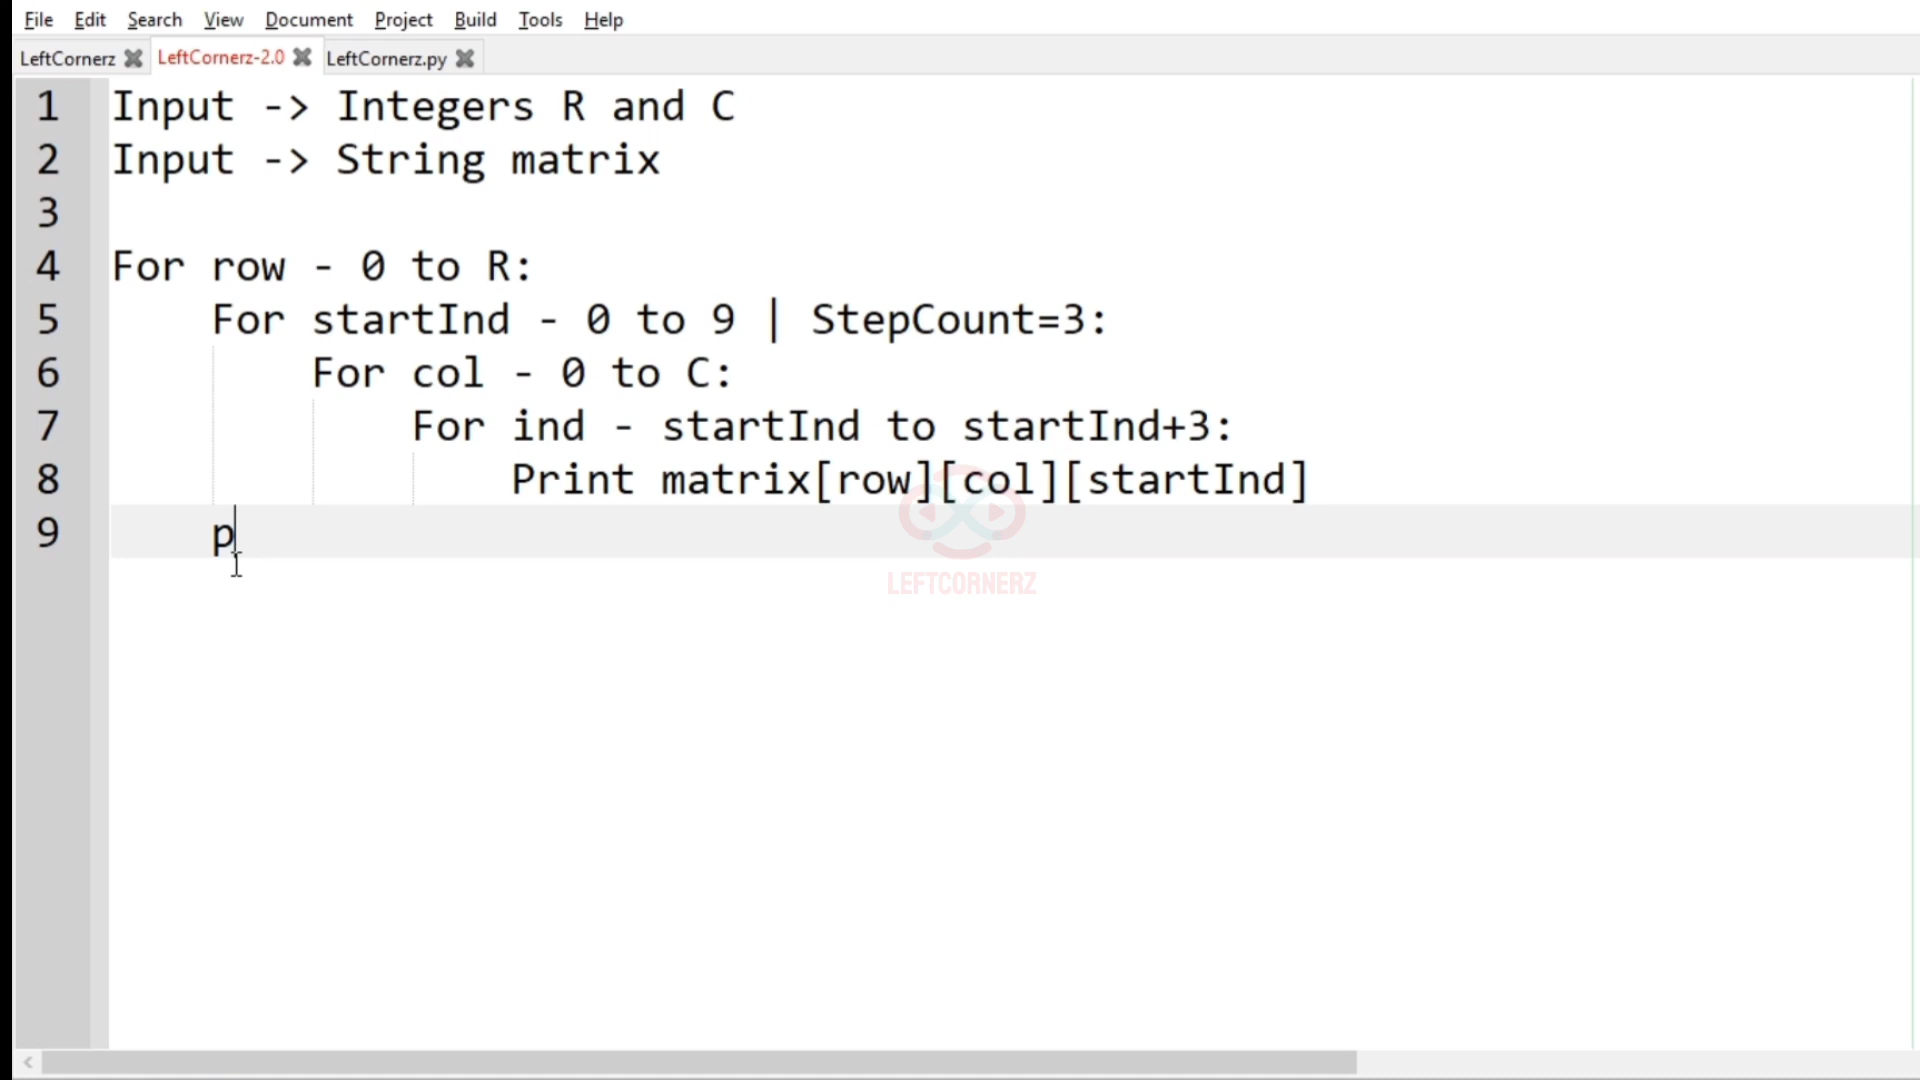 File Edit Search View Document Project Build Tools Help
LeftCornerz LeftCornerz-2.0 LeftCornerz.py
1 Input -> Integers R and C
2 Input -> String matrix
3
4 For row - 0 to R:
5 For startInd - 0 to 9 | StepCount=3:
6 For col - 0 to C:
7 For ind - startInd to startInd+3:
8 Print matrix[row][col][startInd]
9 p
LEFTCORNERZ